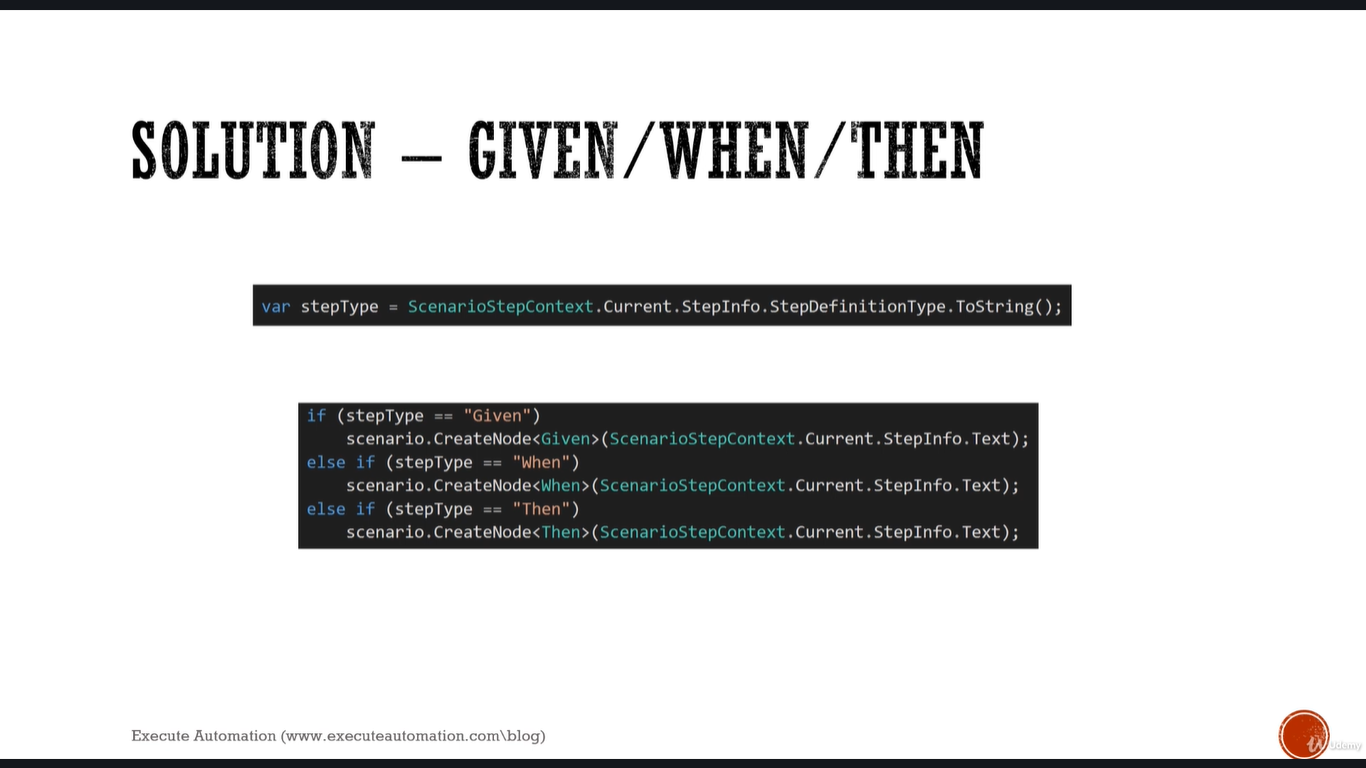 SOLUTION – GIVEN/WHEN/THEN
var stepType = ScenarioStepContext.Current.StepInfo.StepDefinitionType.ToString();
if (stepType == "Given")
    scenario.CreateNode<Given>(ScenarioStepContext.Current.StepInfo.Text);
else if (stepType == "When")
    scenario.CreateNode<When>(ScenarioStepContext.Current.StepInfo.Text);
else if (stepType == "Then")
    scenario.CreateNode<Then>(ScenarioStepContext.Current.StepInfo.Text);
Execute Automation (www.executeautomation.com\blog)
Udemy